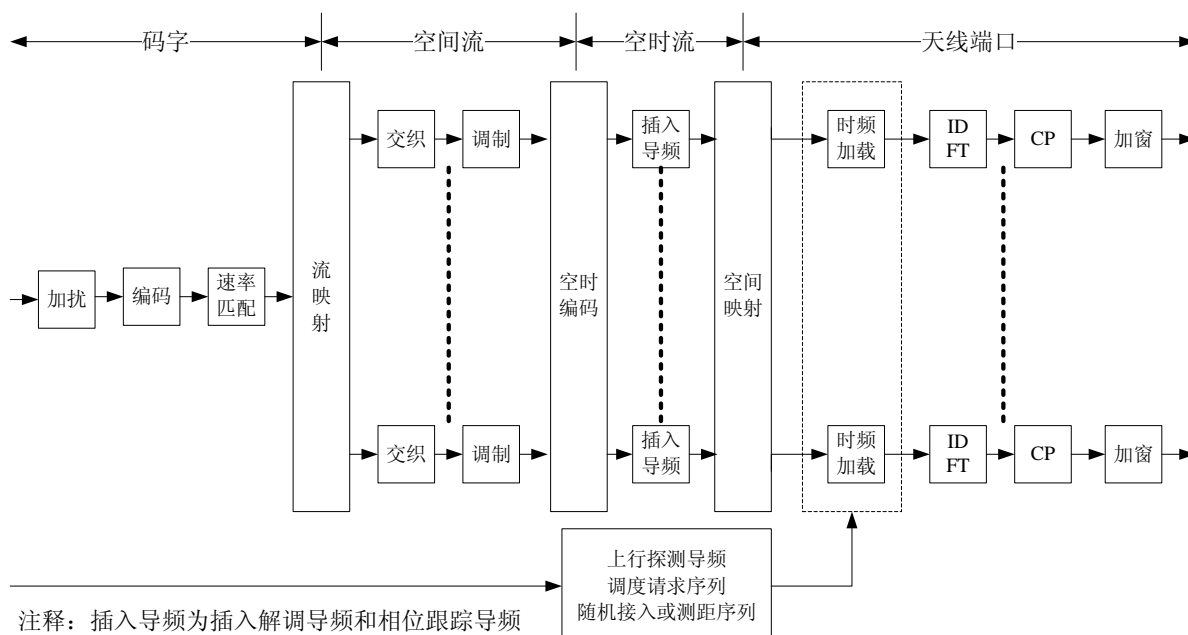 码字
空间流
空时流
天线端口
交织
调制
插入
导频
时频
加载
ID
FT
CP
加窗
加扰
编码
速率
匹配
流
映
射
空时
编码
空间
映射
交织
调制
插入
导频
时频
加载
ID
FT
CP
加窗
上行探测导频
调度请求序列
随机接入或测距序列
注释：插入导频为插入解调导频和相位跟踪导频